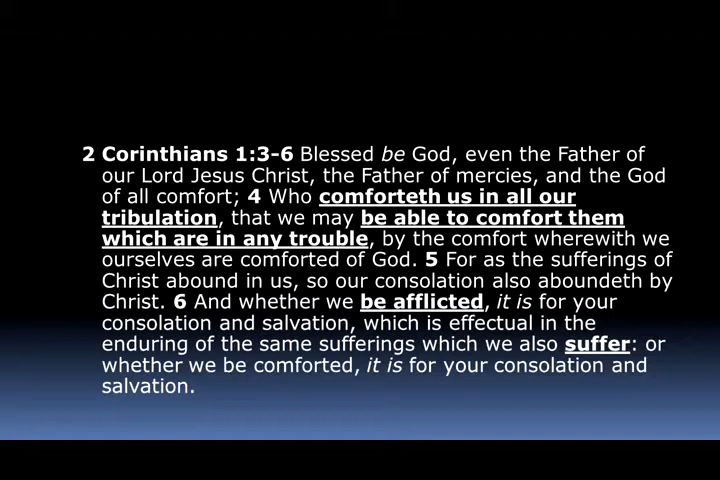 2 Corinthians 1:3-6 Blessed be God, even the Father of
our Lord Jesus Christ, the Father of mercies, and the God
of all comfort; 4 Who comforteth us in all our
tribulation, that we may be able to comfort them
which are in any trouble, by the comfort wherewith we
ourselves are comforted of God. 5 For as the sufferings of
Christ abound in us, so our consolation also aboundeth by
Christ. 6 And whether we be afflicted, it is for your
consolation and salvation, which is effectual in the
enduring of the same sufferings which we also suffer: or
whether we be comforted, it is for your consolation and
salvation.